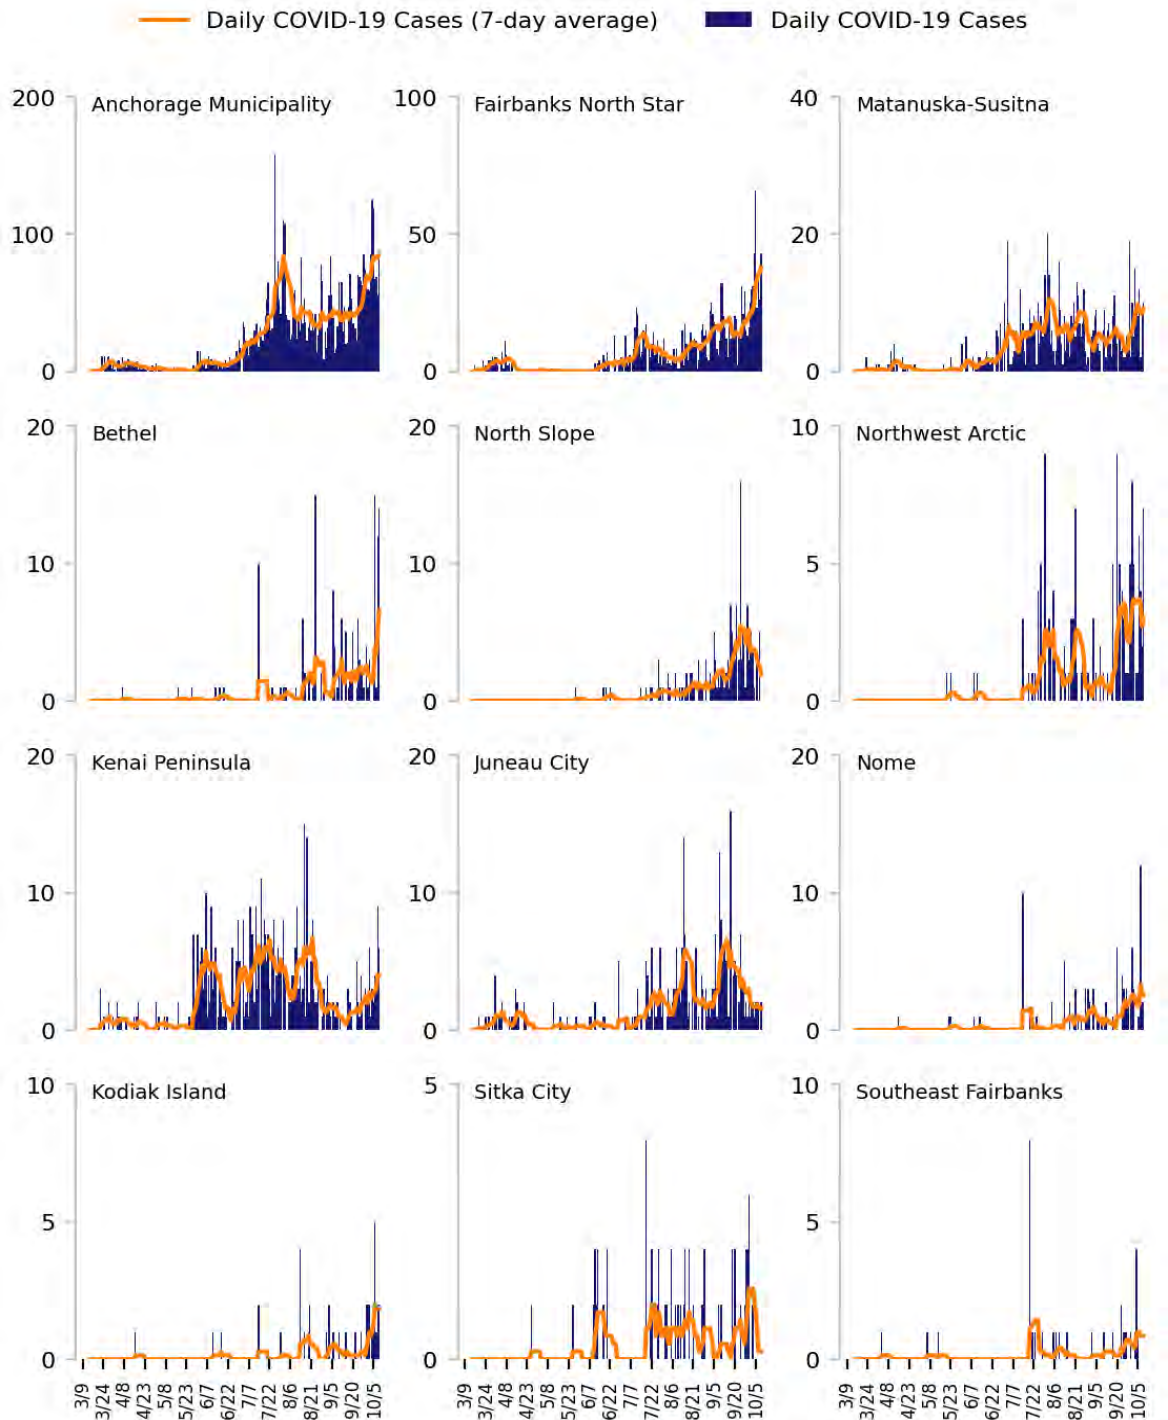 Daily COVID-19 Cases (7-day average) Daily COVID-19 Cases
200 Anchorage Municipality 100 Fairbanks North Star 40 Matanuska-Susitna
100 50 20
0 0 0
20 Bethel 20 North Slope 10 Northwest Arctic
10 10 5
0 0 0
20 Kenai Peninsula 20 Juneau City 20 Nome
10 10 10
0 0 0
10 Kodiak Island 5 Sitka City 10 Southeast Fairbanks
5 5
0 0 0
3/9 3/24 4/8 4/23 5/8 5/23 6/7 6/22 7/7 7/22 8/6 8/21 9/5 9/20 10/5 3/9 3/24 4/8 4/23 5/8 5/23 6/7 6/22 7/7 7/22 8/6 8/21 9/5 9/20 10/5 3/9 3/24 4/8 4/23 5/8 5/23 6/7 6/22 7/7 7/22 8/6 8/21 9/5 9/20 10/5